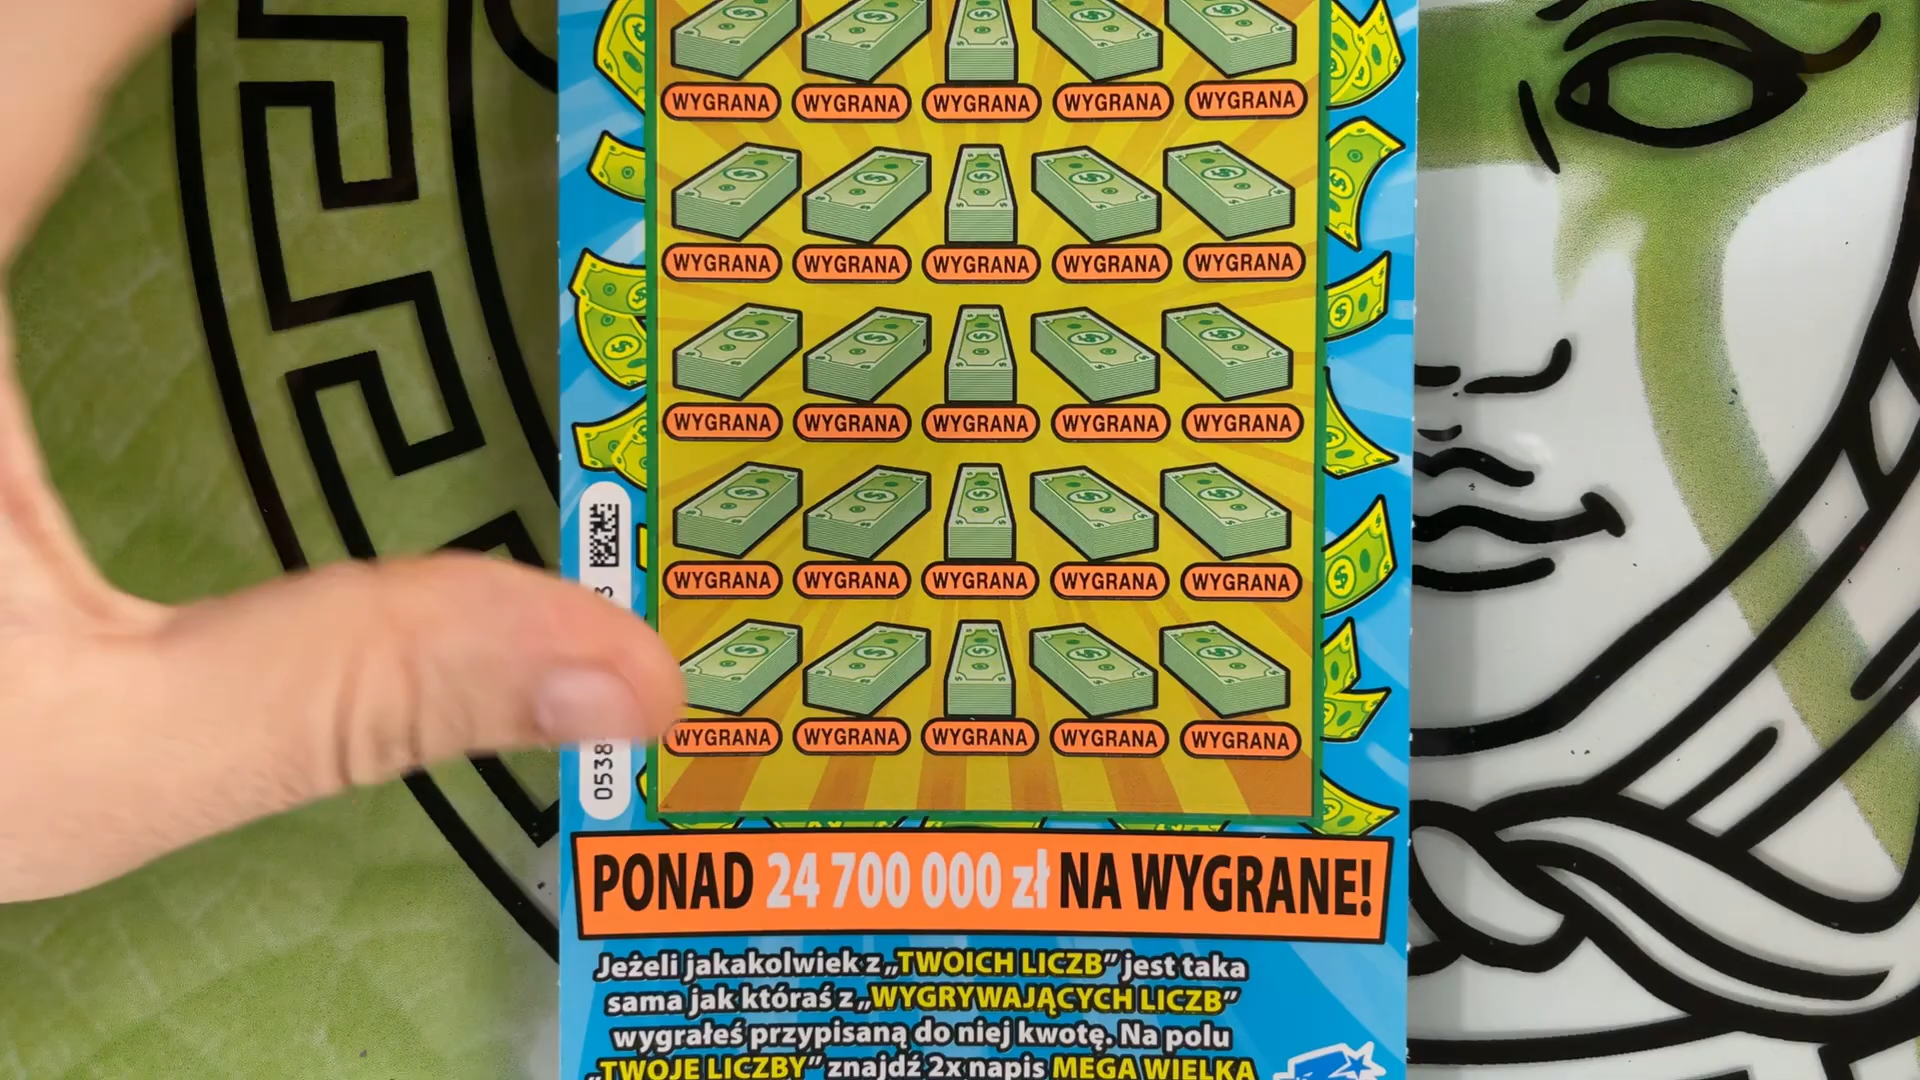 WYGRANA WYGRANA WYGRANA WYGRANA WYGRANA
WYGRANA WYGRANA WYGRANA WYGRANA WYGRANA
WYGRANA WYGRANA WYGRANA WYGRANA WYGRANA
WYGRANA WYGRANA WYGRANA WYGRANA WYGRANA
WYGRANA WYGRANA WYGRANA WYGRANA WYGRANA
PONAD 24 700 000 zł NA WYGRANE!
Jeżeli jakakolwiek z „TWOICH LICZB” jest taka
sama jak któraś z „WYGRYWAJĄCYCH LICZB”
wygrałeś przypisaną do niej kwotę. Na polu
„TWOJE LICZBY” znajdź 2x napis MEGA WIELKA